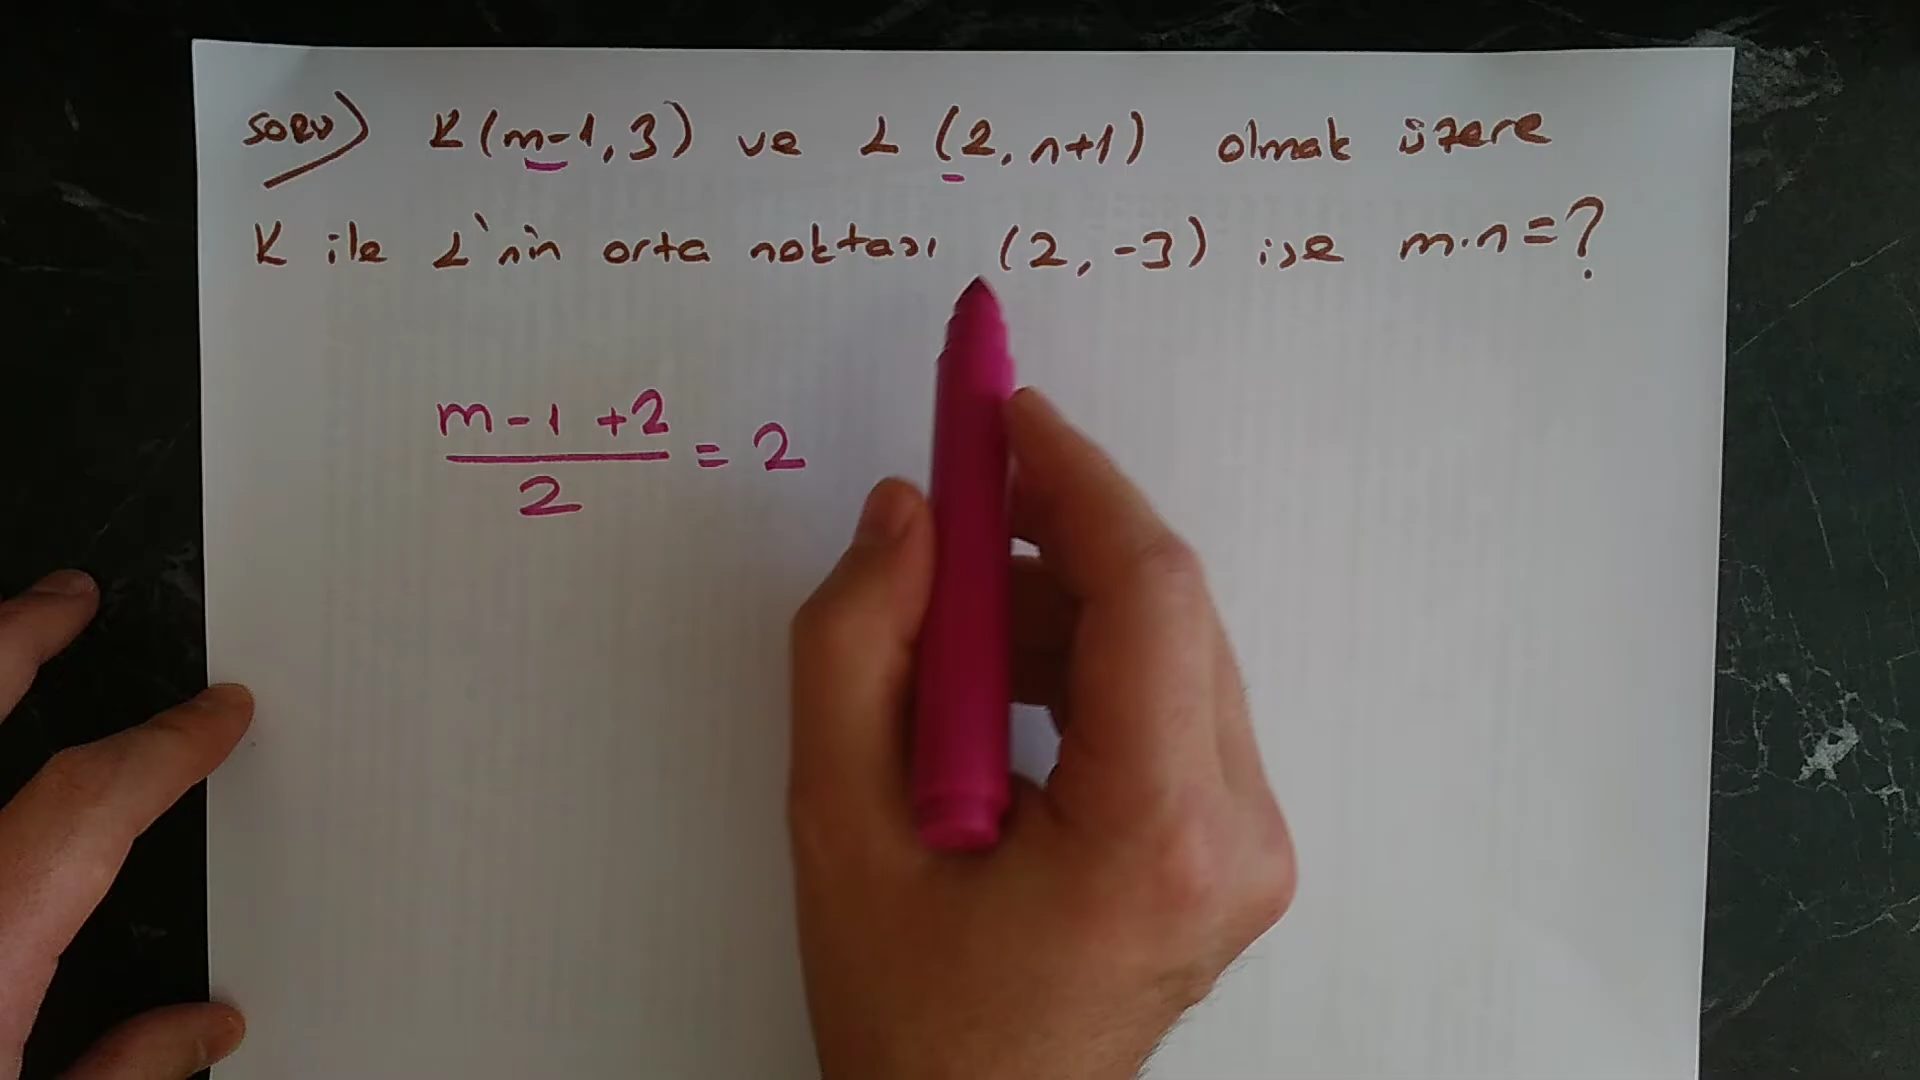 SORU) K(m-1,3) ve L (2, n+1) olmak üzere
K ile L'nin orta noktası (2,-3) ise m.n=?
m-1 +2
= 2
2